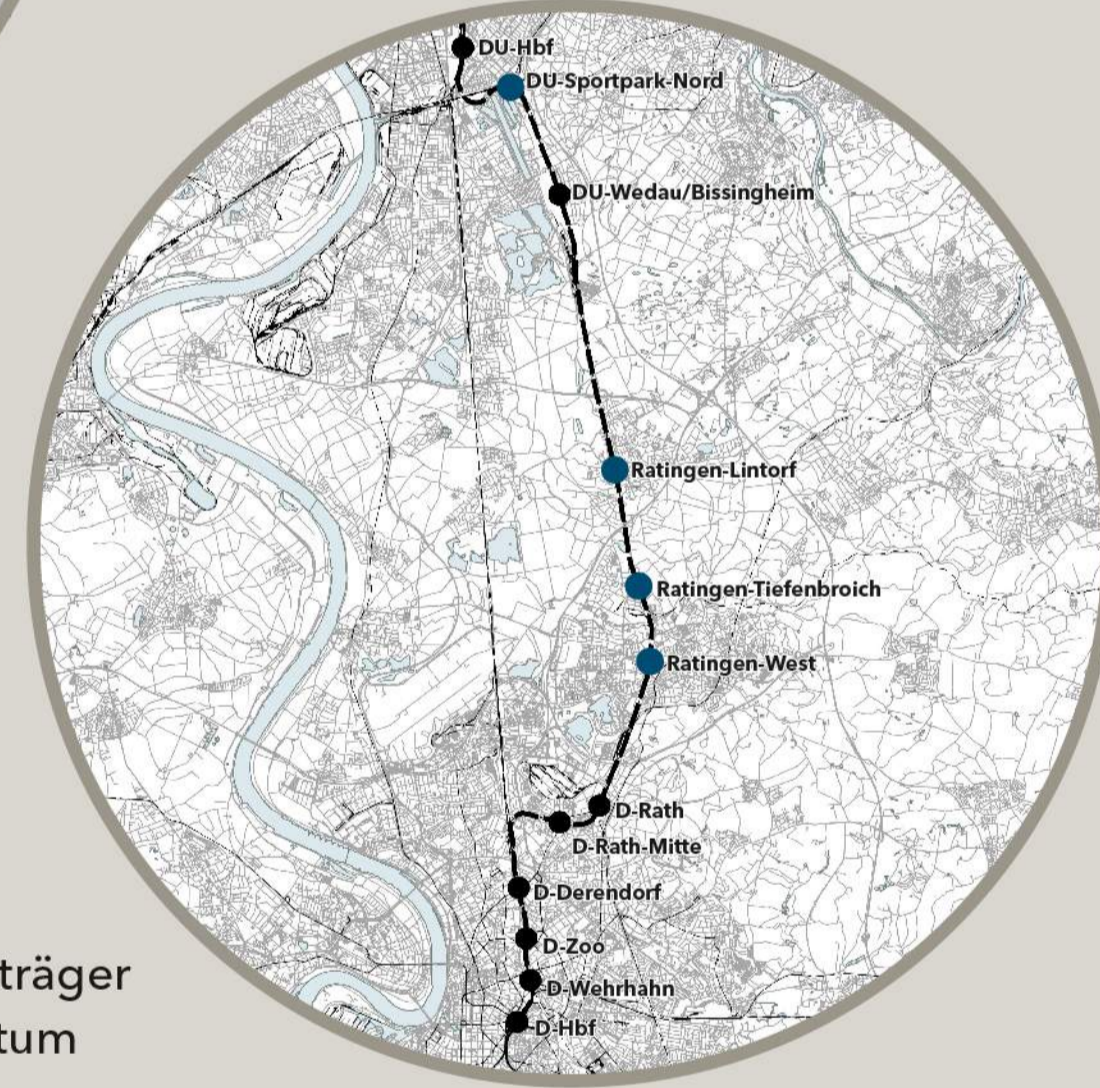 DU-Hbf
DU-Sportpark-Nord
DU-Wedau/Bissingheim
Ratingen-Lintorf
Ratingen-Tiefenbroich
Ratingen-West
D-Rath
D-Rath-Mitte
D-Derendorf
D-Zoo
träger
D-Wehrhahn
tum
D-Hbf